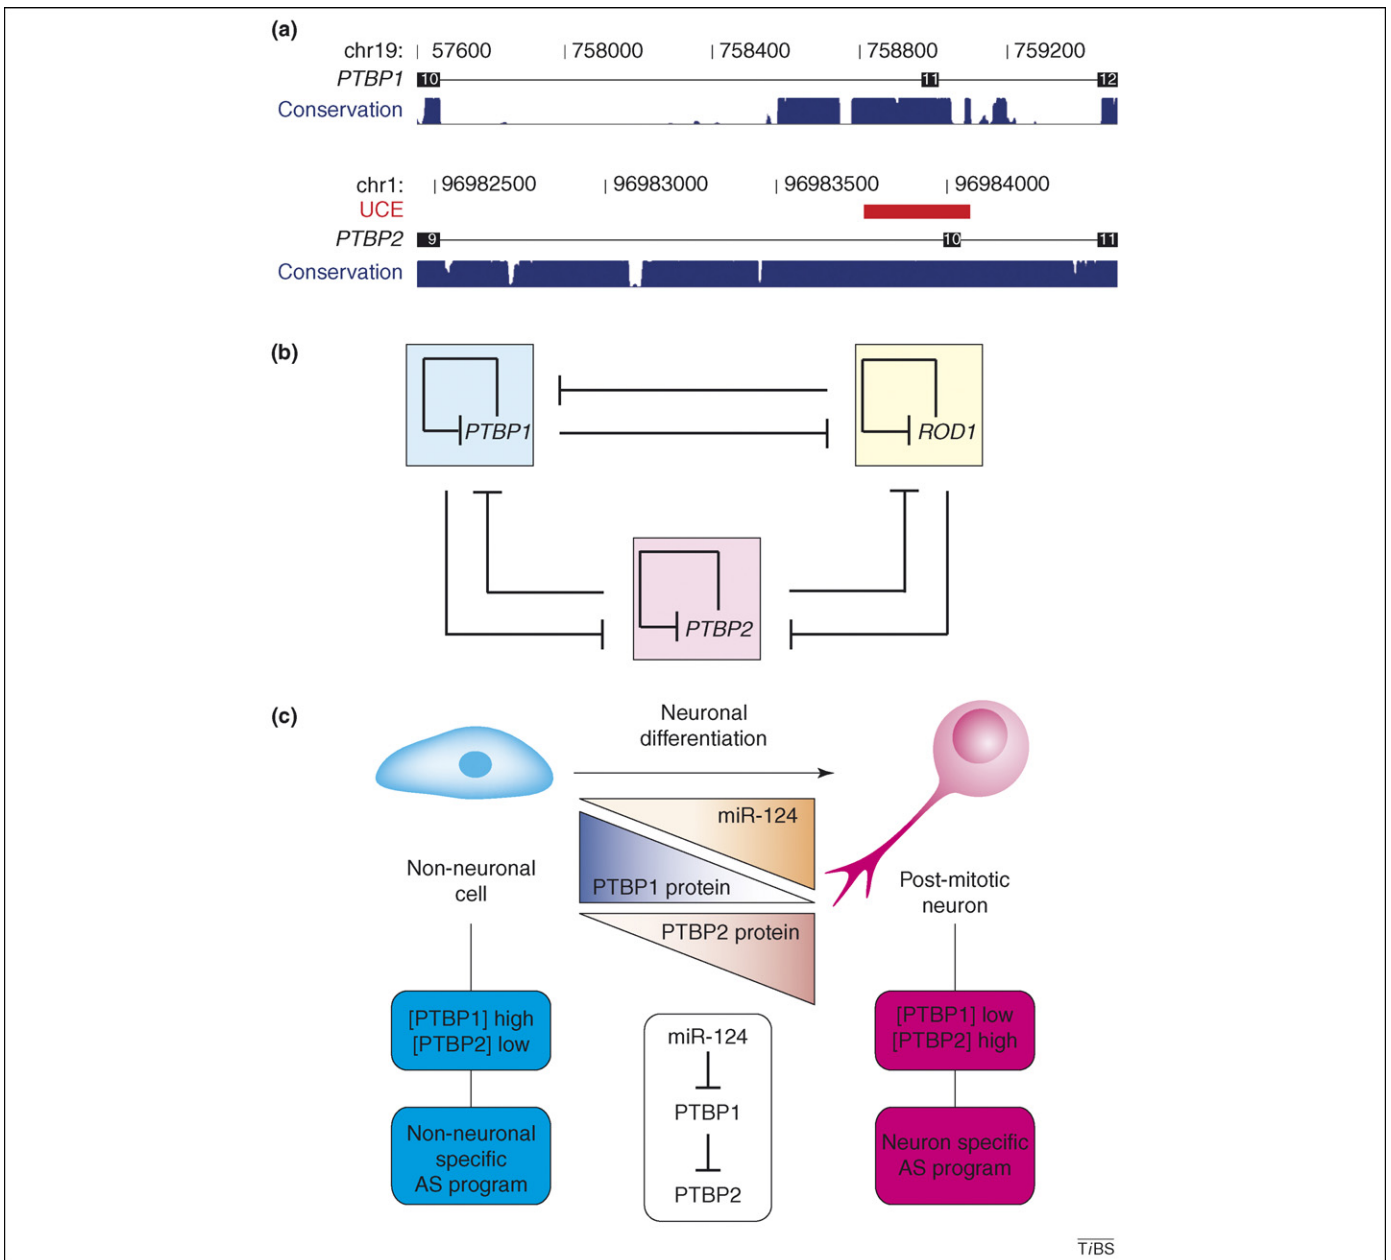 (a)
chr19: | 57600 | 758000 | 758400 | 758800 | 759200
PTBP1 10 11 12
Conservation
chr1: | 96982500 | 96983000 | 96983500 | 96984000
UCE
PTBP2 9 10 11
Conservation
(b)
PTBP1
ROD1
PTBP2
(c)
Neuronal
differentiation
miR-124
PTBP1 protein
PTBP2 protein
Non-neuronal
cell
Post-mitotic
neuron
[PTBP1] high
[PTBP2] low
Non-neuronal
specific
AS program
miR-124
PTBP1
PTBP2
[PTBP1] low
[PTBP2] high
Neuron specific
AS program
TiBS